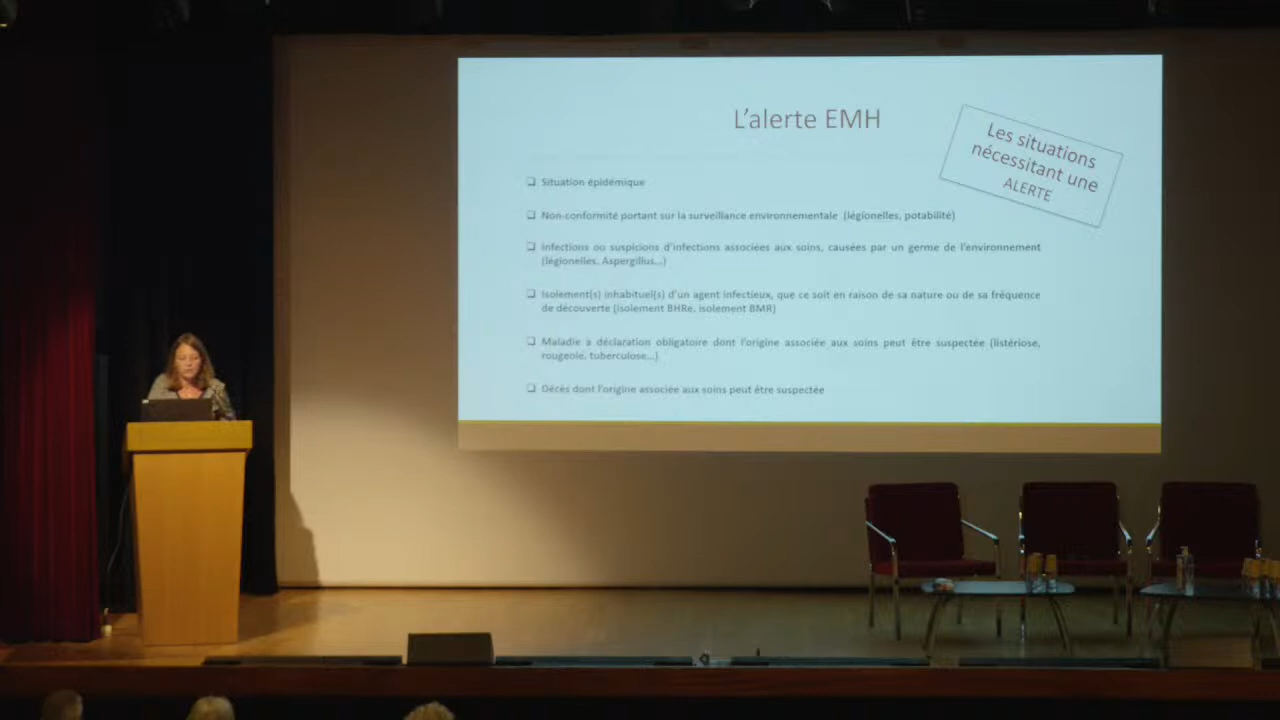 L'alerte EMH
Les situations
nécessitant une
ALERTE
❑ Situation épidémique
❑ Non-conformité portant sur la surveillance environnementale (légionelles, potabilité)
❑ Infections ou suspicions d'infections associées aux soins, causées par un germe de l'environnement
(légionelles, Aspergillus...)
❑ Isolement(s) inhabituel(s) d'un agent infectieux, que ce soit en raison de sa nature ou de sa fréquence
de découverte (isolement BHRe, isolement BMR)
❑ Maladie à déclaration obligatoire dont l'origine associée aux soins peut être suspectée (listériose,
rougeole, tuberculose...)
❑ Décès dont l'origine associée aux soins peut être suspectée